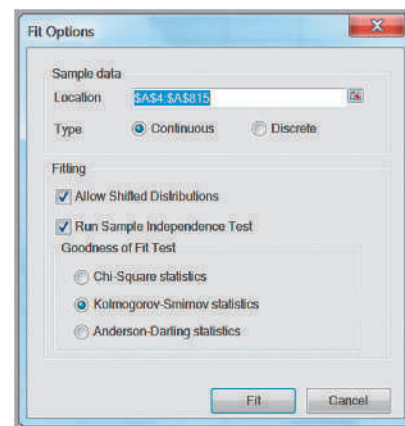 Fit Options
Sample data
Location $A$4:$A$815
Type Continuous Discrete
Fitting
Allow Shifted Distributions
Run Sample Independence Test
Goodness of Fit Test
Chi-Square statistics
Kolmogorov-Smirnov statistics
Anderson-Darling statistics
Fit Cancel